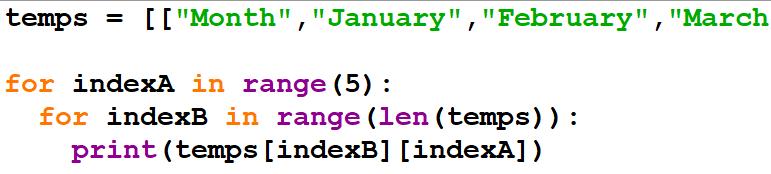 temps = [["Month","January","February","March
for indexA in range(5):
  for indexB in range(len(temps)):
    print(temps[indexB][indexA])